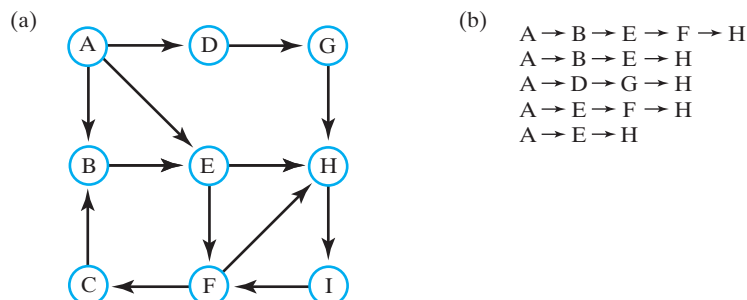 (a)
A D G
B E H
C F I
(b)
A → B → E → F → H
A → B → E → H
A → D → G → H
A → E → F → H
A → E → H